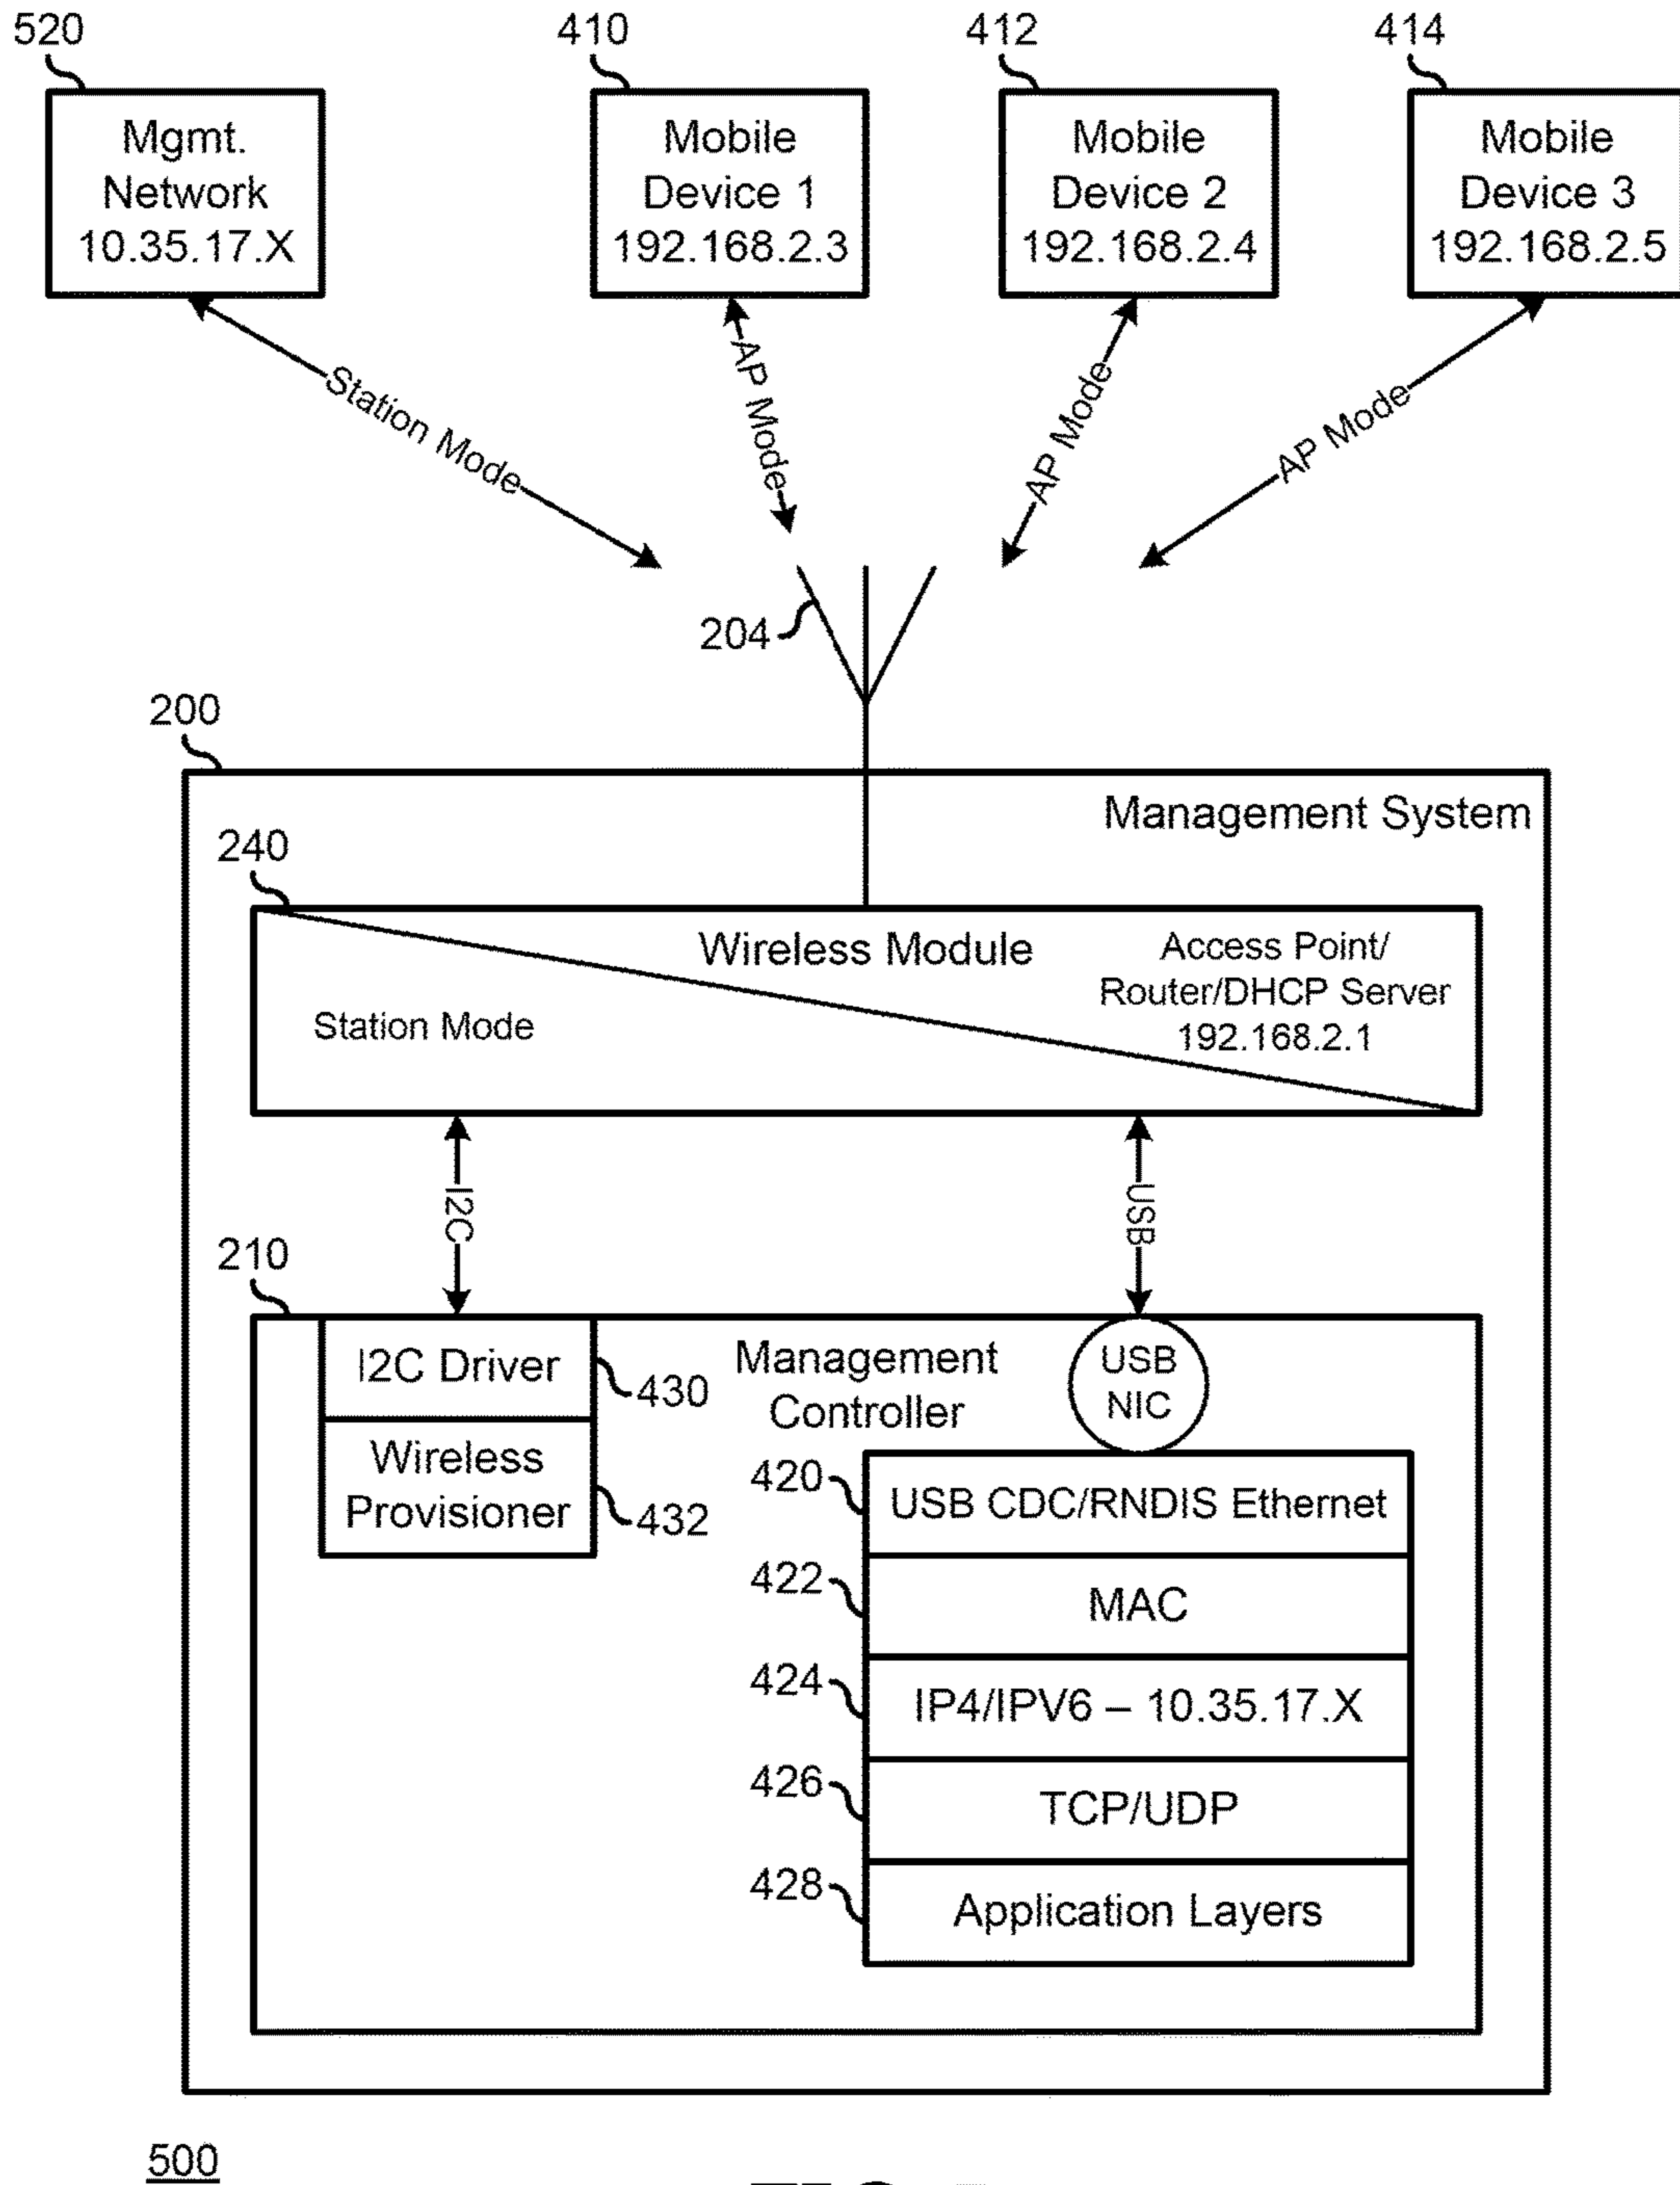 520
410
412
414
Mgmt.
Network
10.35.17.X
Mobile
Device 1
192.168.2.3
Mobile
Device 2
192.168.2.4
Mobile
Device 3
192.168.2.5
Station Mode
AP Mode
AP Mode
AP Mode
204
200
Management System
240
Wireless Module
Access Point/
Router/DHCP Server
192.168.2.1
Station Mode
I2C
USB
210
I2C Driver
430
Wireless
Provisioner
432
Management
Controller
USB
NIC
420
USB CDC/RNDIS Ethernet
422
MAC
424
IP4/IPV6 – 10.35.17.X
426
TCP/UDP
428
Application Layers
500